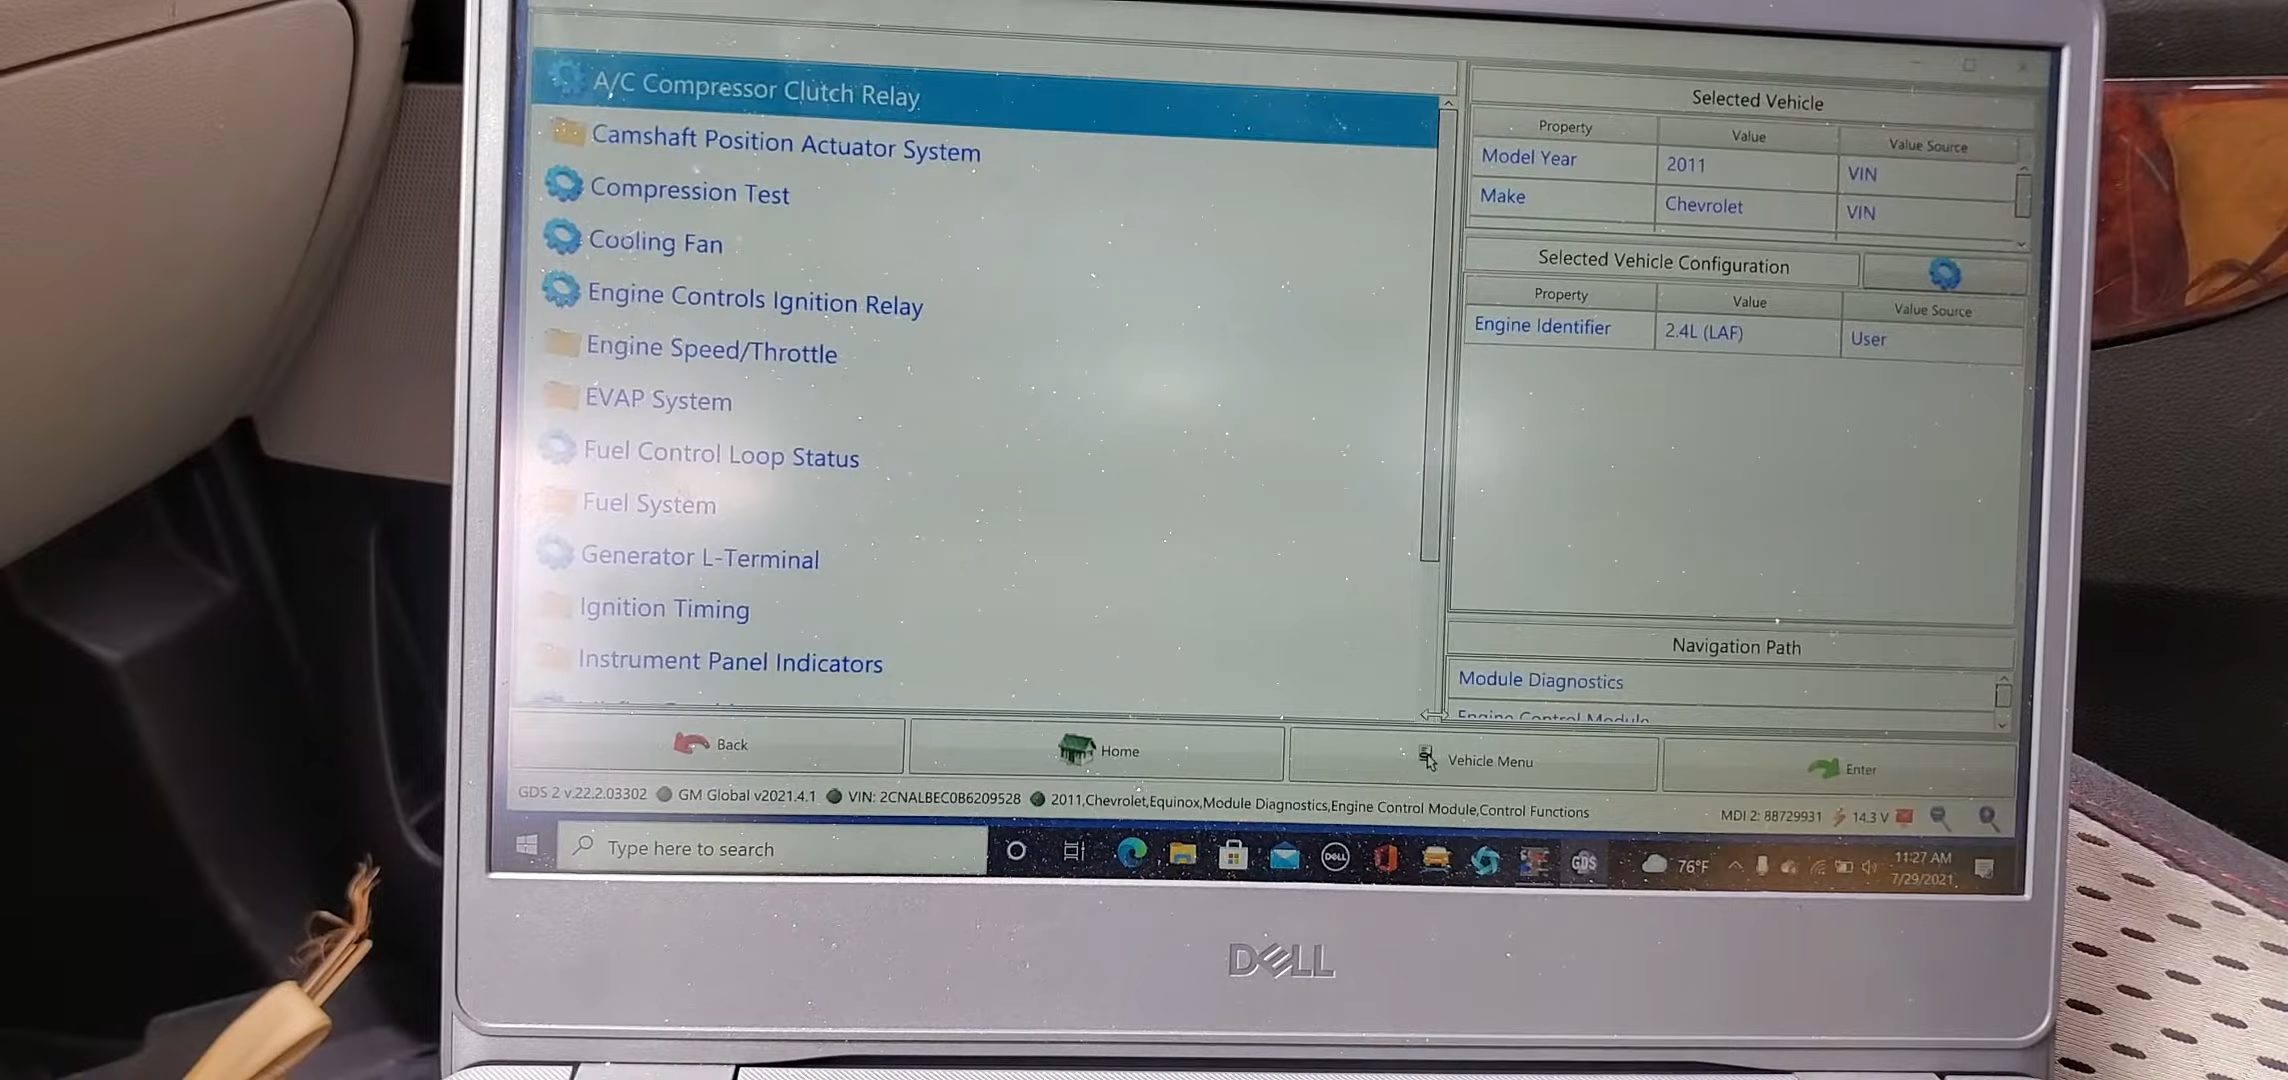 A/C Compressor Clutch Relay
Camshaft Position Actuator System
Compression Test
Cooling Fan
Engine Controls Ignition Relay
Engine Speed/Throttle
EVAP System
Fuel Control Loop Status
Fuel System
Generator L-Terminal
Ignition Timing
Instrument Panel Indicators
Selected Vehicle
Property Value Value Source
Model Year 2011 VIN
Make Chevrolet VIN
Selected Vehicle Configuration
Property Value Value Source
Engine Identifier 2.4L (LAF) User
Navigation Path
Module Diagnostics
Engine Control Module
Back Home Vehicle Menu Enter
GDS 2 v.22.2.03302 GM Global v2021.4.1 VIN: 2CNALBEC0B6209528 2011,Chevrolet,Equinox,Module Diagnostics,Engine Control Module,Control Functions MDI 2: 88729931 14.3 V
Type here to search DELL GDS 76°F 11:27 AM
7/29/2021
DELL